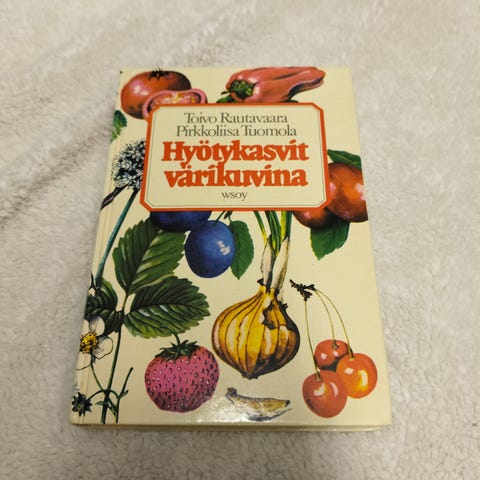 Toivo Rautavaara
Pirkkoliisa Tuomola
Hyötykasvit
värikuvina
wsoy